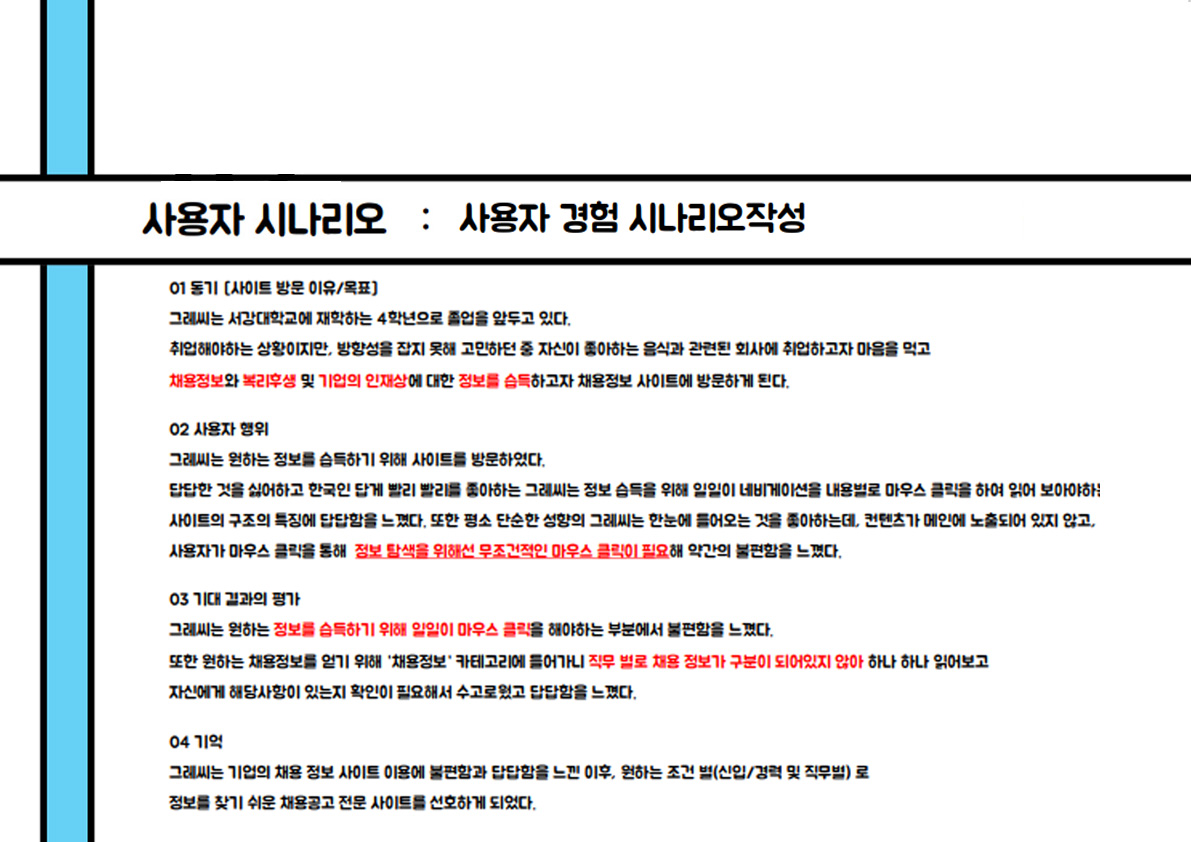 사용자 시나리오 : 사용자 경험 시나리오작성
01 동기 [사이트 방문 이유/목표]
그레씨는 서강대학교에 재학하는 4학년으로 졸업을 앞두고 있다.
취업해야하는 상황이지만, 방향성을 잡지 못해 고민하던 중 자신이 좋아하는 음식과 관련된 회사에 취업하고자 마음을 먹고
채용정보와 복리후생 및 기업의 인재상에 대한 정보를 습득하고자 채용정보 사이트에 방문하게 된다.
02 사용자 행위
그레씨는 원하는 정보를 습득하기 위해 사이트를 방문하였다.
답답한 것을 싫어하고 한국인 답게 빨리 빨리를 좋아하는 그레씨는 정보 습득을 위해 일일이 네비게이션을 내용별로 마우스 클릭을 하여 읽어 보아야하
사이트의 구조의 특징에 답답함을 느꼈다. 또한 평소 단순한 성향의 그레씨는 한눈에 들어오는 것을 좋아하는데, 컨텐츠가 메인에 노출되어 있지 않고,
사용자가 마우스 클릭을 통해 정보 탐색을 위해선 무조건적인 마우스 클릭이 필요해 약간의 불편함을 느꼈다.
03 기대 결과의 평가
그레씨는 원하는 정보를 습득하기 위해 일일이 마우스 클릭을 해야하는 부분에서 불편함을 느꼈다.
또한 원하는 채용정보를 얻기 위해 '채용정보' 카테고리에 들어가니 직무 별로 채용 정보가 구분이 되어있지 않아 하나 하나 읽어보고
자신에게 해당사항이 있는지 확인이 필요해서 수고로웠고 답답함을 느꼈다.
04 기억
그레씨는 기업의 채용 정보 사이트 이용에 불편함과 답답함을 느낀 이후, 원하는 조건 별(신입/경력 및 직무별) 로
정보를 찾기 쉬운 채용공고 전문 사이트를 선호하게 되었다.